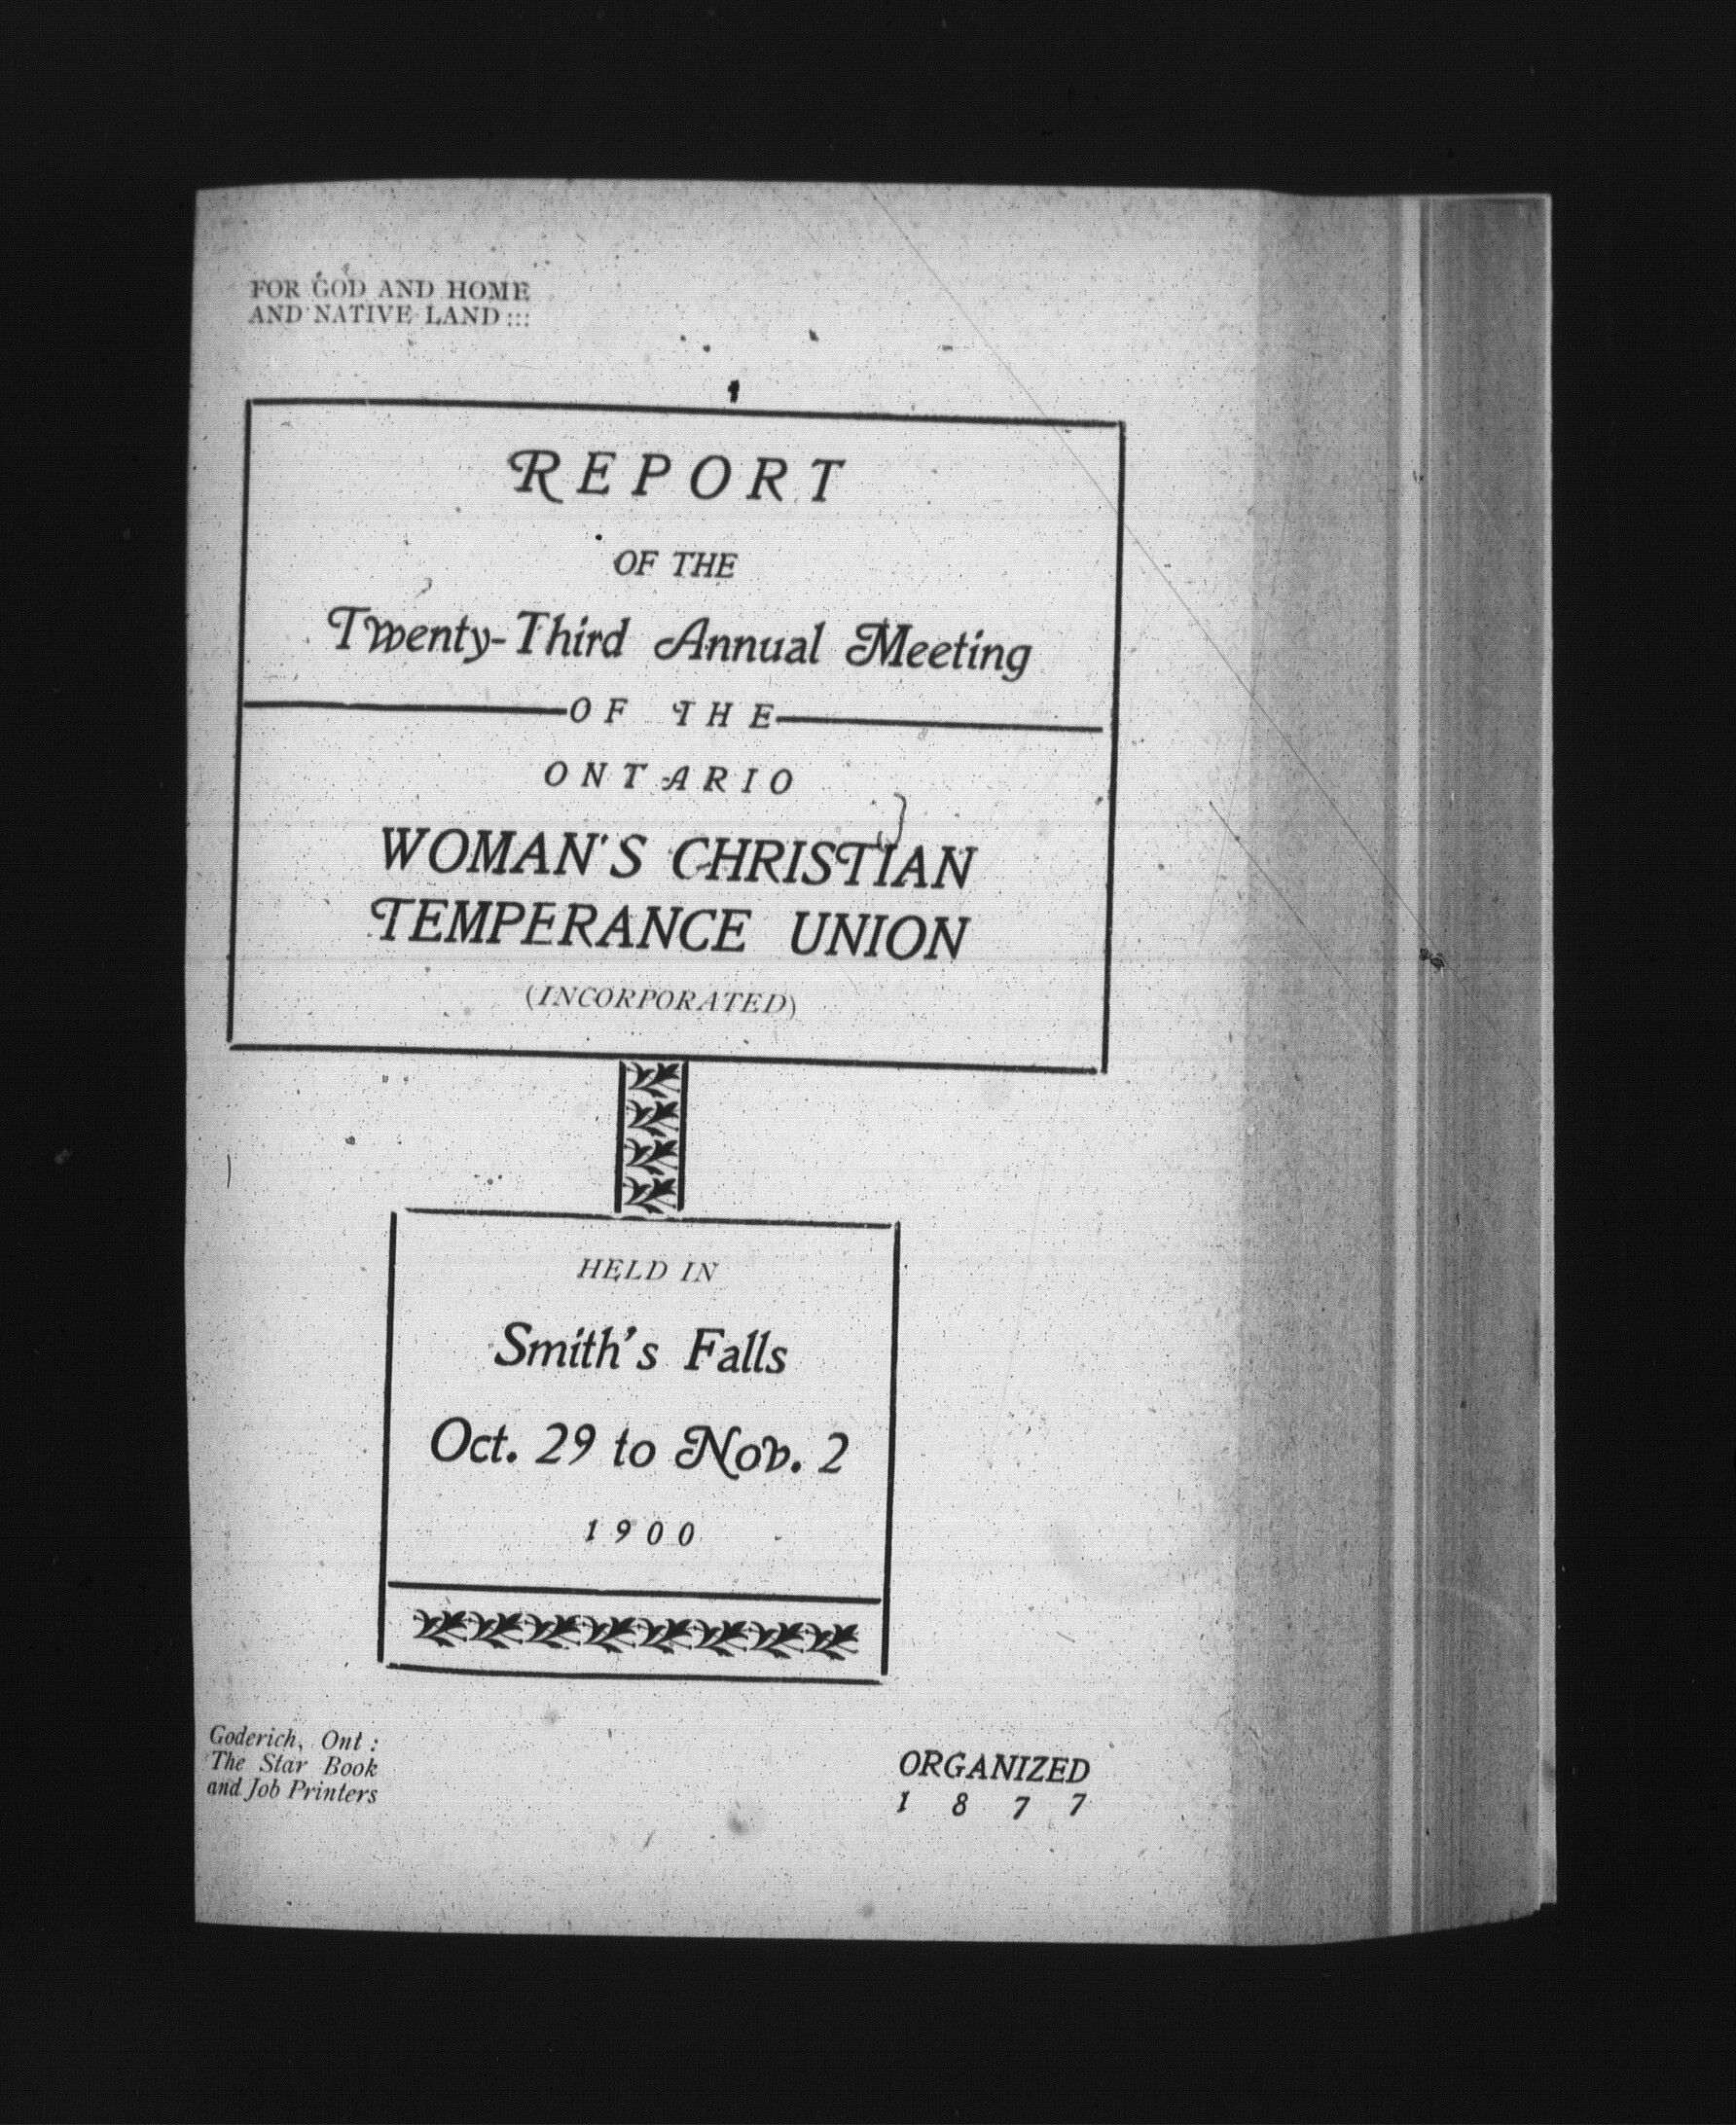 FOR GOD AND HOME
AND NATIVE LAND :::
REPORT
OF THE
Twenty-Third Annual Meeting
OF THE
ONTARIO
WOMAN'S CHRISTIAN
TEMPERANCE UNION
(INCORPORATED)
HELD IN
Smith's Falls
Oct. 29 to Nov. 2
1900
Goderich, Ont :
The Star Book
and Job Printers
ORGANIZED
1877